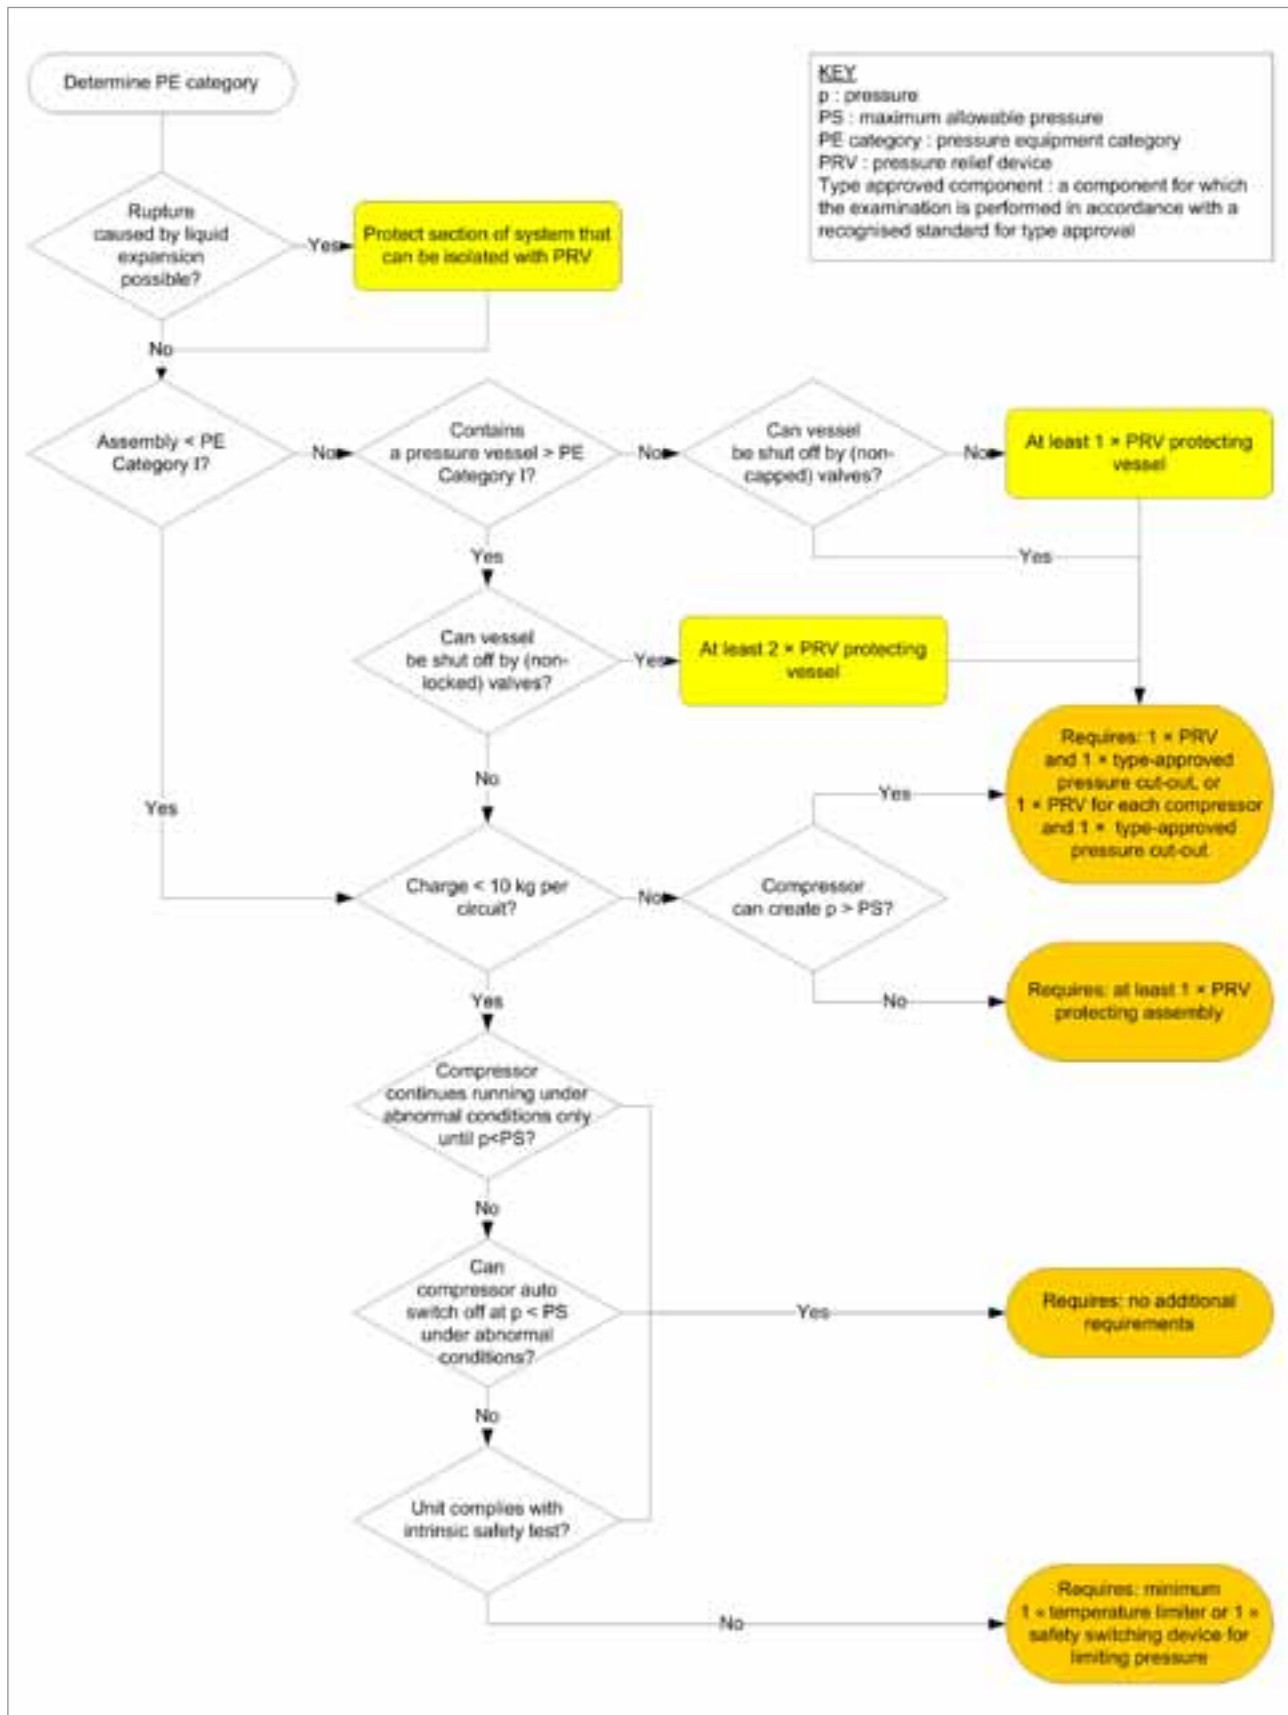 Determine PE category
KEY
p : pressure
PS : maximum allowable pressure
PE category : pressure equipment category
PRV : pressure relief device
Type approved component : a component for which
the examination is performed in accordance with a
recognised standard for type approval
Rupture
caused by liquid
expansion
possible?
Yes
Protect section of system that
can be isolated with PRV
No
Assembly < PE
Category I?
No
Contains
a pressure vessel > PE
Category I?
No
Can vessel
be shut off by (non-
capped) valves?
No
At least 1 × PRV protecting
vessel
Yes
Yes
Can vessel
be shut off by (non-
locked) valves?
Yes
At least 2 × PRV protecting
vessel
Requires: 1 × PRV
and 1 × type-approved
pressure cut-out, or
1 × PRV for each compressor
and 1 × type-approved
pressure cut-out
No
Yes
Yes
Charge < 10 kg per
circuit?
No
Compressor
can create p > PS?
No
Requires: at least 1 × PRV
protecting assembly
Yes
Compressor
continues running under
abnormal conditions only
until p<PS?
No
Can
compressor auto
switch off at p < PS
under abnormal
conditions?
Yes
Requires: no additional
requirements
No
Unit complies with
intrinsic safety test?
No
Requires: minimum
1 × temperature limiter or 1 ×
safety switching device for
limiting pressure